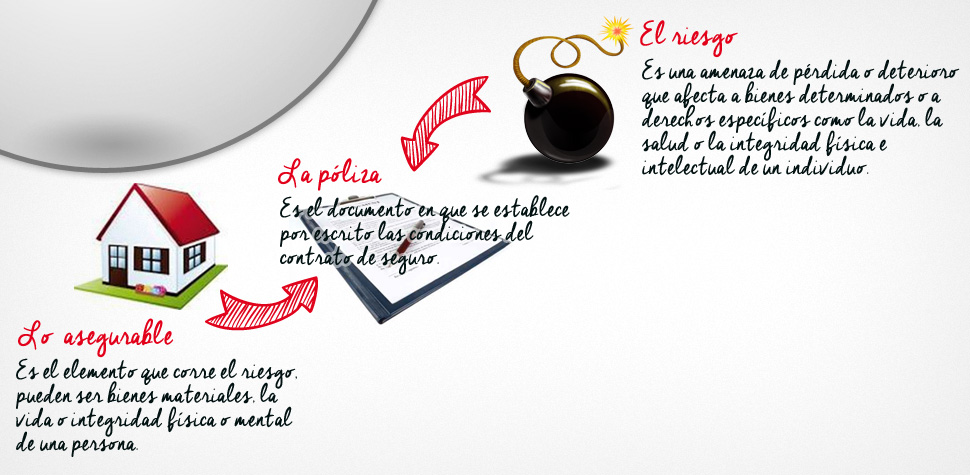 El riesgo
Es una amenaza de pérdida o deterioro
que afecta a bienes determinados o a
derechos específicos como la vida, la
salud o la integridad física e
intelectual de un individuo.
La póliza
Es el documento en que se establece
por escrito las condiciones del
contrato de seguro.
Lo asegurable
Es el elemento que corre el riesgo,
pueden ser bienes materiales, la
vida o integridad física o mental
de una persona.